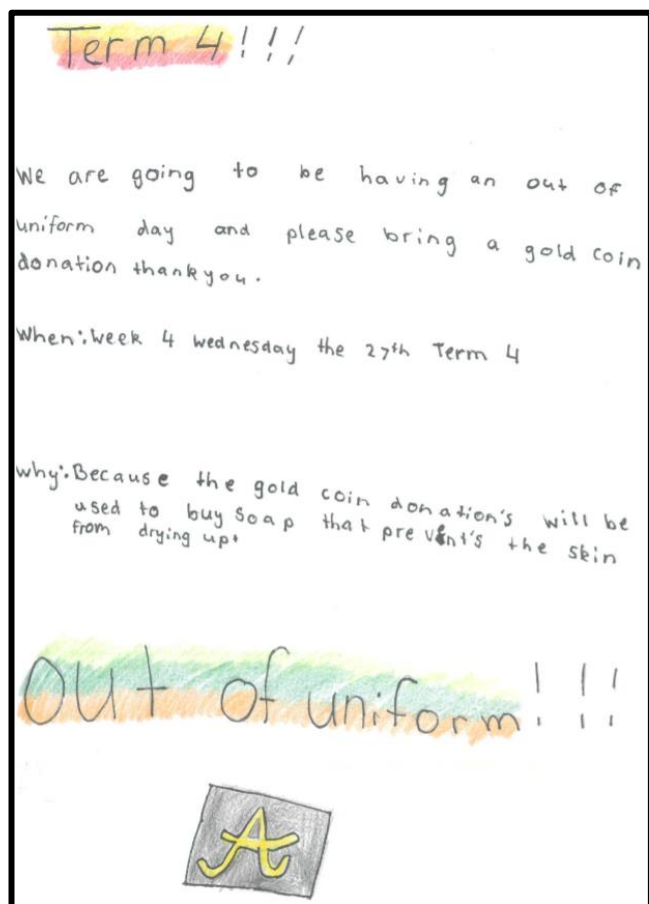 Term 4!!!
We are going to be having an out of
uniform day and please bring a gold coin
donation thankyou.
When: Week 4 wednesday the 27th Term 4
why: Because the gold coin donation's will be
used to buy soap that prevent's the skin
from drying up.
Out of uniform!!!
A